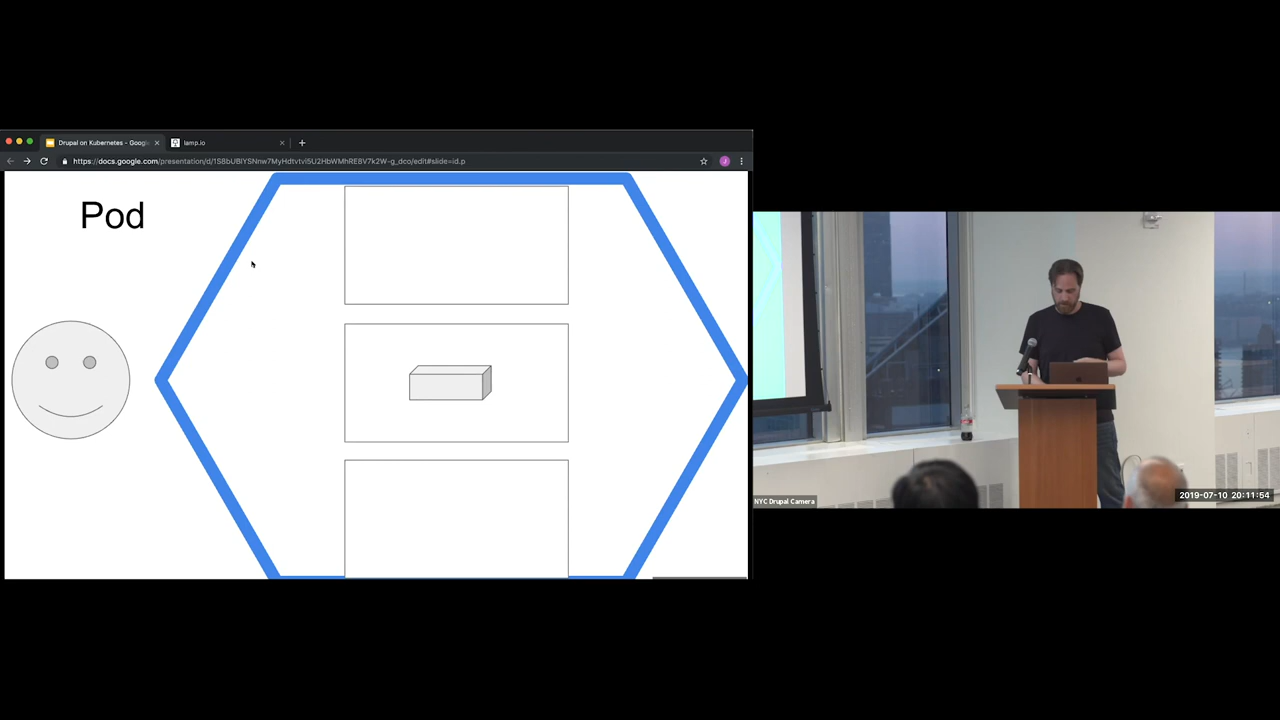 Drupal on Kubernetes - Googl
lamp.io
Pod
NYC Drupal Camera
2019-07-10 20:11:54